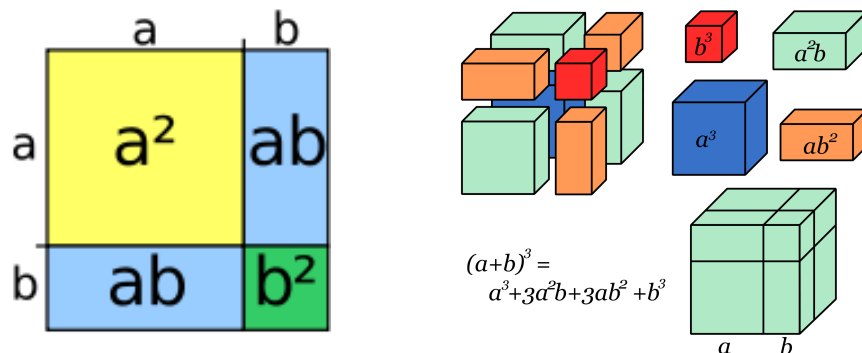 a b
a a² ab
b ab b²
b³ a²b
a³ ab²
(a+b)³ =
a³+3a²b+3ab²+b³
a b